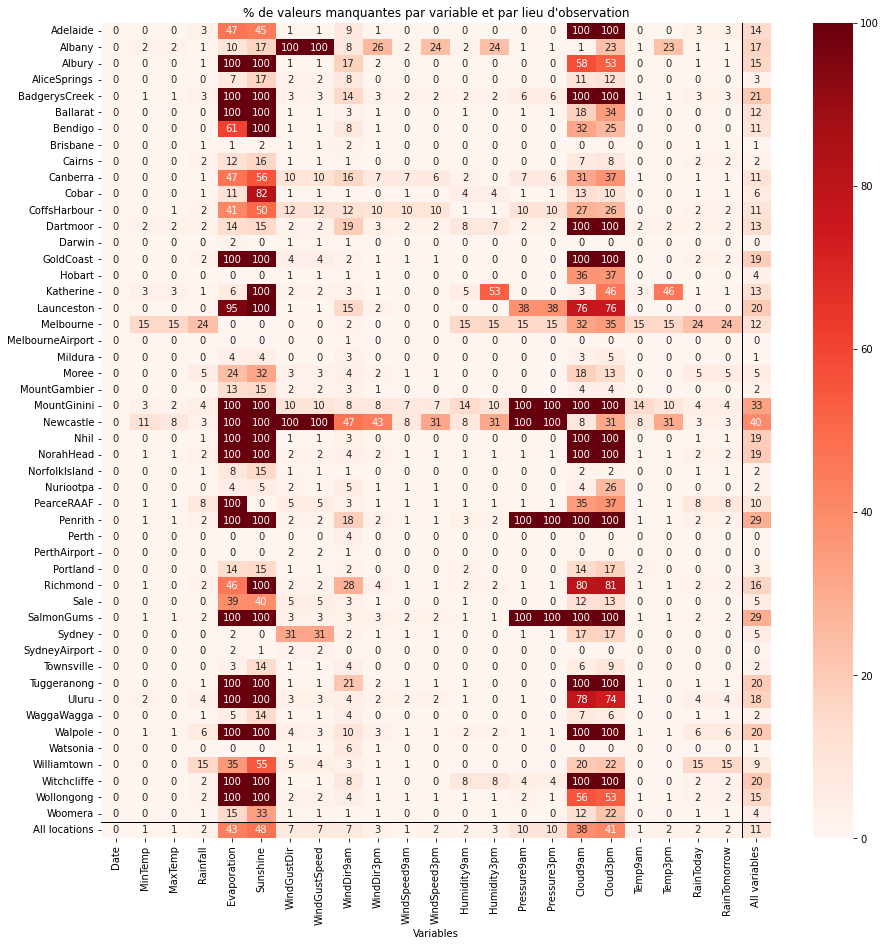 % de valeurs manquantes par variable et par lieu d'observation
Adelaide 0 0 0 3 47 45 1 1 9 1 0 0 0 0 0 0 100 100 0 0 3 3 14
Albany 0 2 2 1 10 17 100 100 8 26 2 24 2 24 1 1 1 23 1 23 1 1 17
Albury 0 0 0 1 100 100 1 1 17 2 0 0 0 0 0 0 58 53 0 0 1 1 15
AliceSprings 0 0 0 0 7 17 2 2 8 0 0 0 0 0 0 0 11 12 0 0 0 0 3
BadgerysCreek 0 1 1 3 100 100 3 3 14 3 2 2 2 2 6 6 100 100 1 1 3 3 21
Ballarat 0 0 0 0 100 100 1 1 3 1 0 0 1 0 1 1 18 34 0 0 0 0 12
Bendigo 0 0 0 0 61 100 1 1 8 1 0 0 0 0 0 0 32 25 0 0 0 0 11
Brisbane 0 0 0 1 1 2 1 1 2 1 0 0 0 0 0 0 0 0 0 0 1 1 1
Cairns 0 0 0 2 12 16 1 1 1 0 0 0 0 0 0 0 7 8 0 0 2 2 2
Canberra 0 0 0 1 47 56 10 10 16 7 7 6 2 0 7 6 31 37 1 0 1 1 11
Cobar 0 0 0 1 11 82 1 1 1 0 1 0 4 4 1 1 13 10 0 0 1 1 6
CoffsHarbour 0 0 1 2 41 50 12 12 12 10 10 10 1 1 10 10 27 26 0 0 2 2 11
Dartmoor 0 2 2 2 14 15 2 2 19 3 2 2 8 7 2 2 100 100 2 2 2 2 13
Darwin 0 0 0 0 2 0 1 1 1 0 0 0 0 0 0 0 0 0 0 0 0 0 0
GoldCoast 0 0 0 2 100 100 4 4 2 1 1 1 0 0 0 0 100 100 0 0 2 2 19
Hobart 0 0 0 0 0 0 1 1 1 1 0 0 0 0 0 0 36 37 0 0 0 0 4
Katherine 0 3 3 1 6 100 2 2 3 1 0 0 5 53 0 0 3 46 3 46 1 1 13
Launceston 0 0 0 0 95 100 1 1 15 2 0 0 0 0 38 38 76 76 0 0 0 0 20
Melbourne 0 15 15 24 0 0 0 0 2 0 0 0 15 15 15 15 32 35 15 15 24 24 12
MelbourneAirport 0 0 0 0 0 0 0 0 1 0 0 0 0 0 0 0 0 0 0 0 0 0 0
Mildura 0 0 0 0 4 4 0 0 3 0 0 0 0 0 0 0 3 5 0 0 0 0 1
Moree 0 0 0 5 24 32 3 3 4 2 1 1 0 0 0 0 18 13 0 0 5 5 5
MountGambier 0 0 0 0 13 15 2 2 3 1 0 0 0 0 0 0 4 4 0 0 0 0 2
MountGinini 0 3 2 4 100 100 10 10 8 8 7 7 14 10 100 100 100 100 14 10 4 4 33
Newcastle 0 11 8 3 100 100 100 100 47 43 8 31 8 31 100 100 8 31 8 31 3 3 40
Nhil 0 0 0 1 100 100 1 1 3 0 0 0 0 0 0 0 100 100 0 0 1 1 19
NorahHead 0 1 1 2 100 100 2 2 4 2 1 1 1 1 1 1 100 100 1 1 2 2 19
NorfolkIsland 0 0 0 1 8 15 1 1 1 0 0 0 0 0 0 0 2 2 0 0 1 1 2
Nuriootpa 0 0 0 0 4 5 2 1 5 1 1 1 0 0 0 0 4 26 0 0 0 0 2
PearceRAAF 0 1 1 8 100 0 5 5 3 1 1 1 1 1 1 1 35 37 1 1 8 8 10
Penrith 0 1 1 2 100 100 2 2 18 2 1 1 3 2 100 100 100 100 1 1 2 2 29
Perth 0 0 0 0 0 0 0 0 4 0 0 0 0 0 0 0 0 0 0 0 0 0 0
PerthAirport 0 0 0 0 0 0 2 2 1 0 0 0 0 0 0 0 0 0 0 0 0 0 0
Portland 0 0 0 0 14 15 1 1 2 0 0 0 2 0 0 0 14 17 2 0 0 0 3
Richmond 0 1 0 2 46 100 2 2 28 4 1 1 2 2 1 1 80 81 1 1 2 2 16
Sale 0 0 0 0 39 40 5 5 3 1 0 0 1 0 0 0 12 13 0 0 0 0 5
SalmonGums 0 1 1 2 100 100 3 3 3 3 2 2 1 1 100 100 100 100 1 1 2 2 29
Sydney 0 0 0 0 2 0 31 31 2 1 1 1 0 0 1 1 17 17 0 0 0 0 5
SydneyAirport 0 0 0 0 2 1 2 2 0 0 0 0 0 0 0 0 0 0 0 0 0 0 0
Townsville 0 0 0 0 3 14 1 1 4 0 0 0 0 0 0 0 6 9 0 0 0 0 2
Tuggeranong 0 0 0 1 100 100 1 1 21 2 1 1 0 0 0 0 100 100 0 0 1 1 20
Uluru 0 2 0 4 100 100 3 3 4 2 2 2 1 0 1 0 78 74 1 0 4 4 18
WaggaWagga 0 0 0 1 5 14 1 1 4 0 0 0 0 0 0 0 7 6 0 0 1 1 2
Walpole 0 1 1 6 100 100 4 3 10 3 1 1 2 2 1 1 100 100 1 1 6 6 20
Watsonia 0 0 0 0 0 0 1 1 6 1 0 0 0 0 0 0 0 0 0 0 0 0 1
Williamtown 0 0 0 15 35 55 5 4 3 1 1 0 0 0 0 0 20 22 0 0 15 15 9
Witchcliffe 0 0 0 2 100 100 1 1 8 1 0 0 8 8 4 4 100 100 0 0 2 2 20
Wollongong 0 0 0 2 100 100 2 2 4 1 1 1 1 1 2 1 56 53 1 1 2 2 15
Woomera 0 0 0 0 15 33 1 1 1 0 0 0 0 1 0 0 12 22 0 0 1 1 4
All locations 0 1 1 2 43 48 7 7 7 3 1 2 2 3 10 10 38 41 1 2 2 2 11
Date MinTemp MaxTemp Rainfall Evaporation Sunshine WindGustDir WindGustSpeed WindDir9am WindDir3pm WindSpeed9am WindSpeed3pm Humidity9am Humidity3pm Pressure9am Pressure3pm Cloud9am Cloud3pm Temp9am Temp3pm RainToday RainTomorrow All variables
Variables
100
80
60
40
20
0